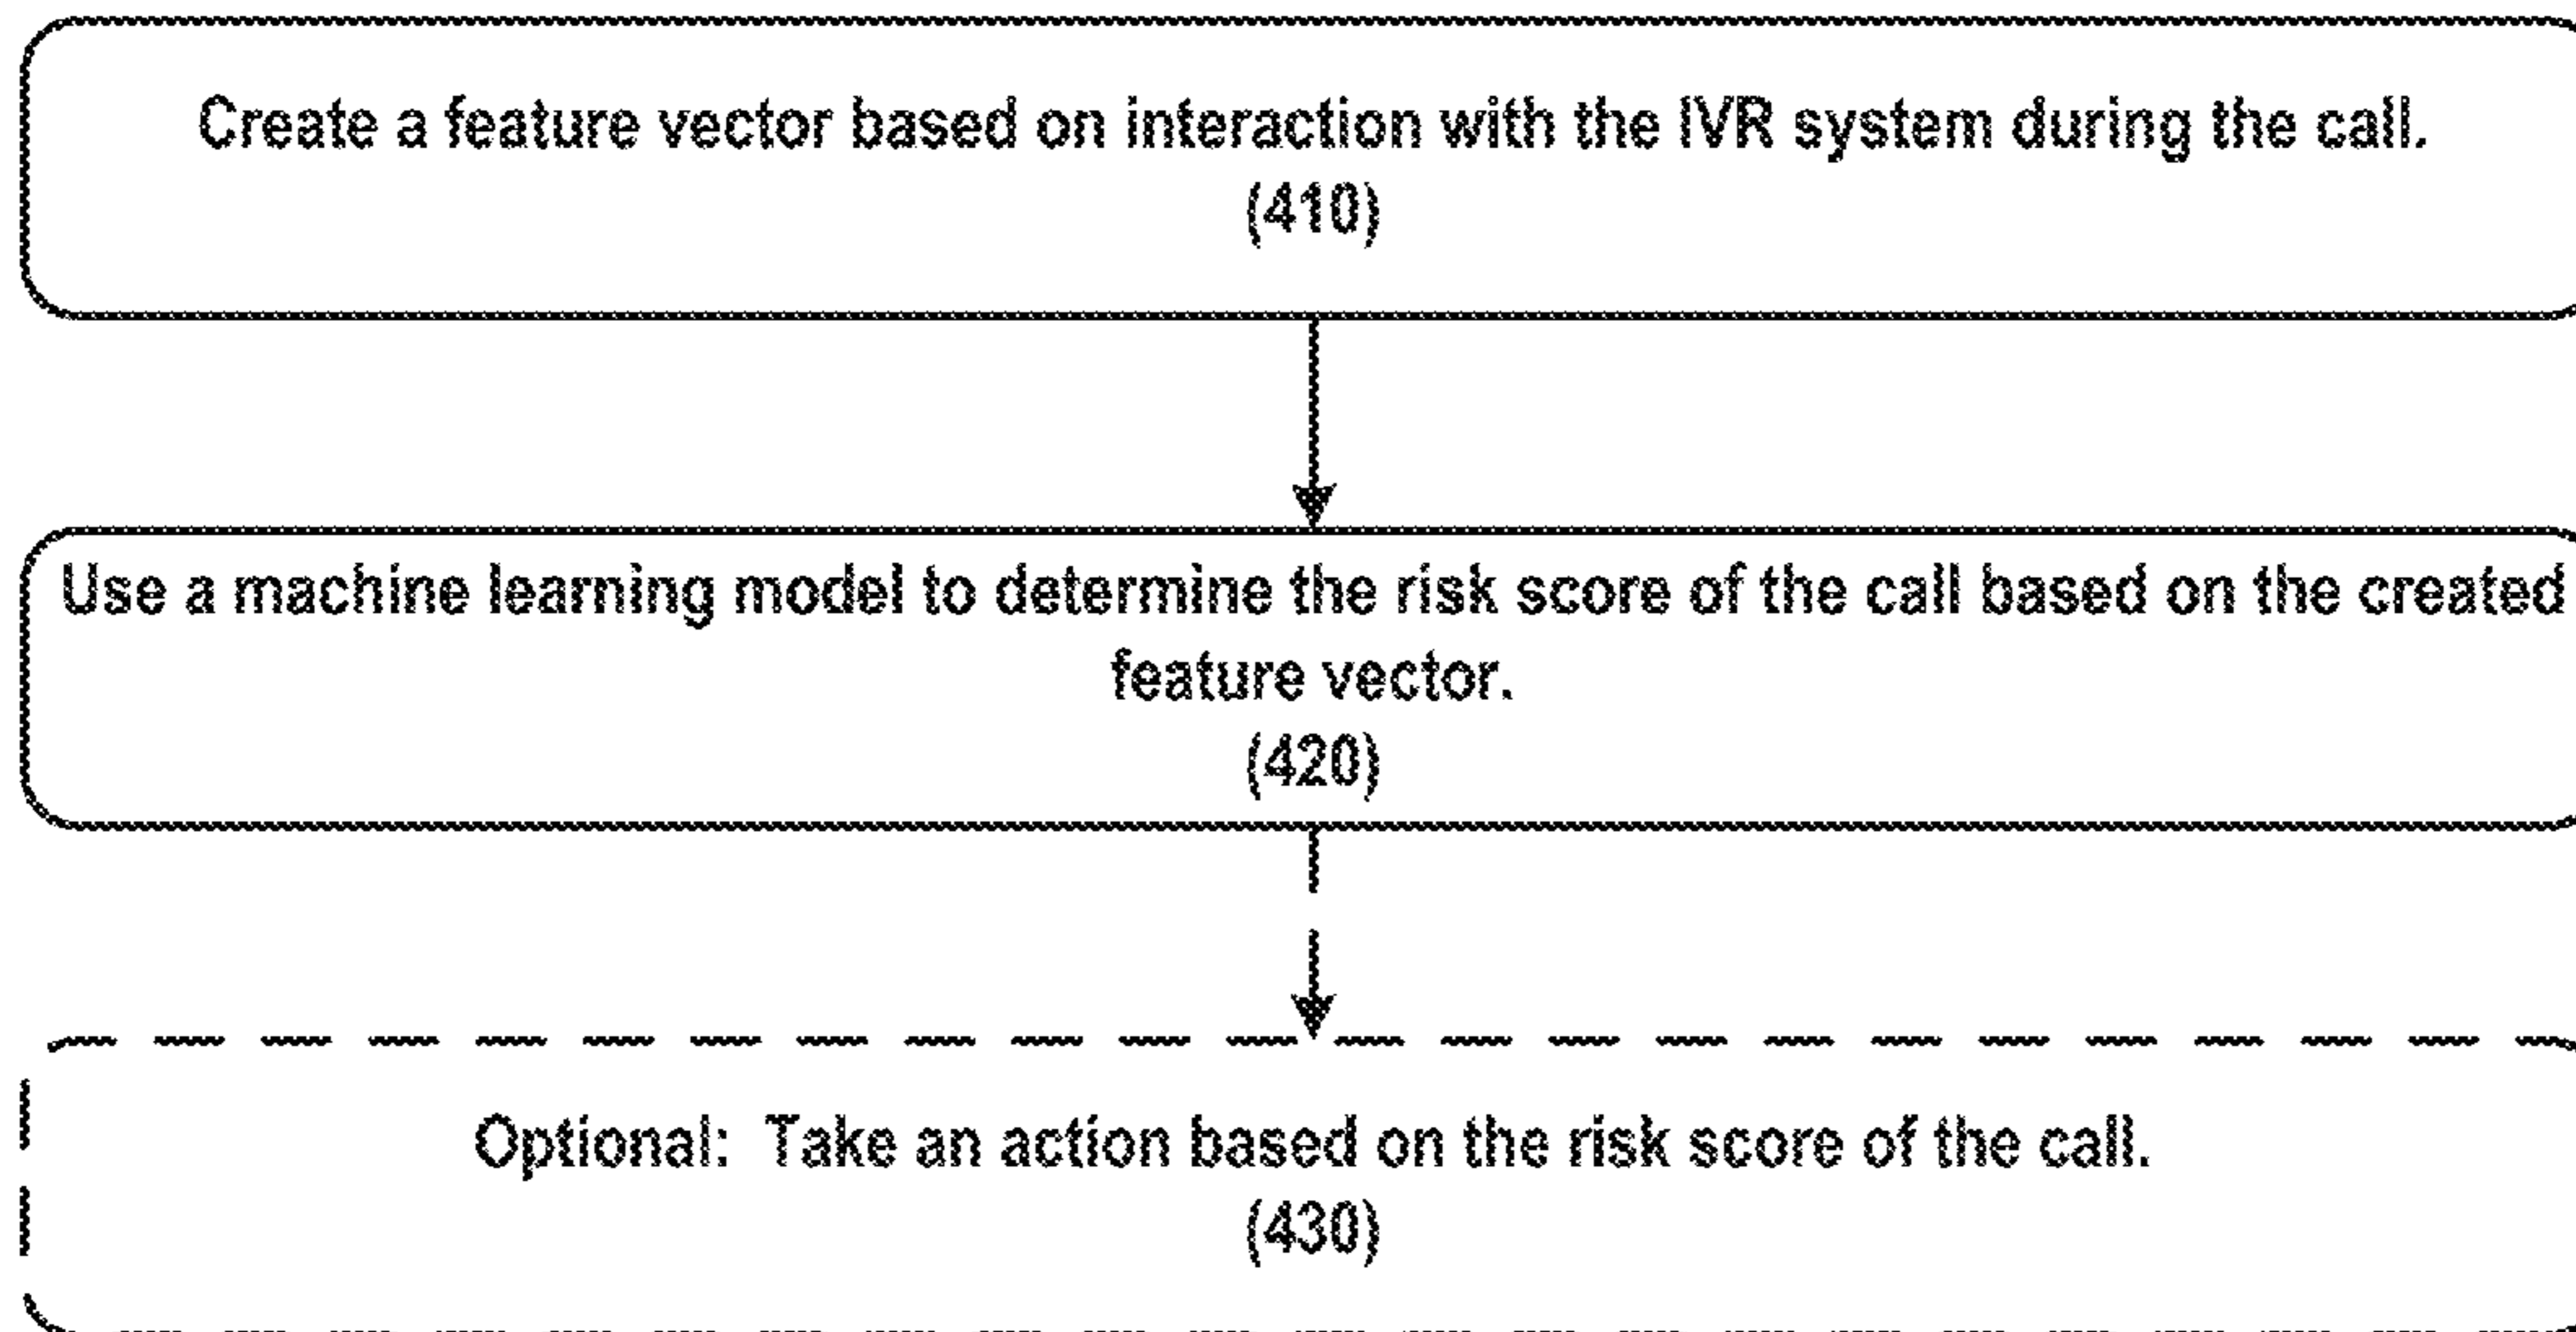 Create a feature vector based on interaction with the IVR system during the call.
(410)
Use a machine learning model to determine the risk score of the call based on the created
feature vector.
(420)
Optional: Take an action based on the risk score of the call.
(430)